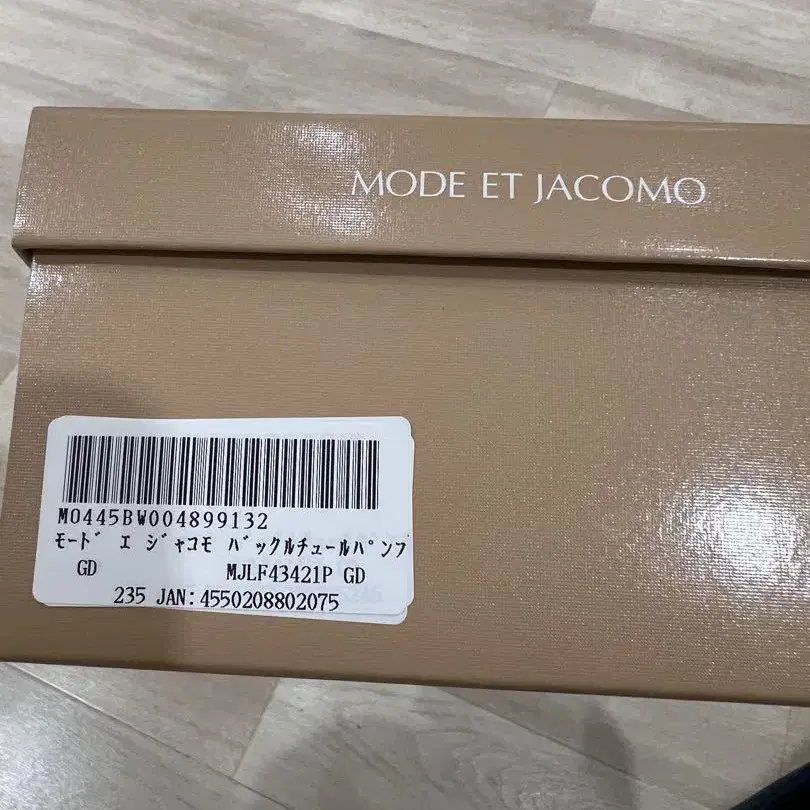 MODE ET JACOMO
M0445BW004899132
ﾓｰﾄﾞ ｴ ｼﾞｬｺﾓ ﾊﾞｯｸﾙﾁｭｰﾙﾊﾟﾝﾌﾟ
GD MJLF43421P GD
235 JAN:4550208802075